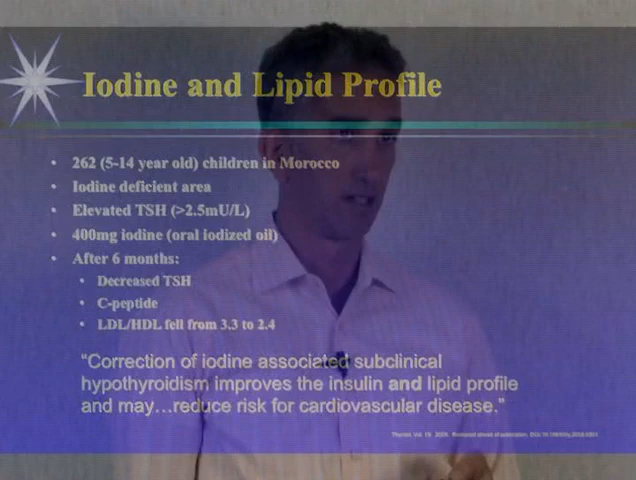 Iodine and Lipid Profile
• 262 (5-14 year old) children in Morocco
• Iodine deficient area
• Elevated TSH (>2.5mU/L)
• 400mg iodine (oral iodized oil)
• After 6 months:
• Decreased TSH
• C-peptide
• LDL/HDL fell from 3.3 to 2.4
“Correction of iodine associated subclinical
hypothyroidism improves the insulin and lipid profile
and may…reduce risk for cardiovascular disease.”